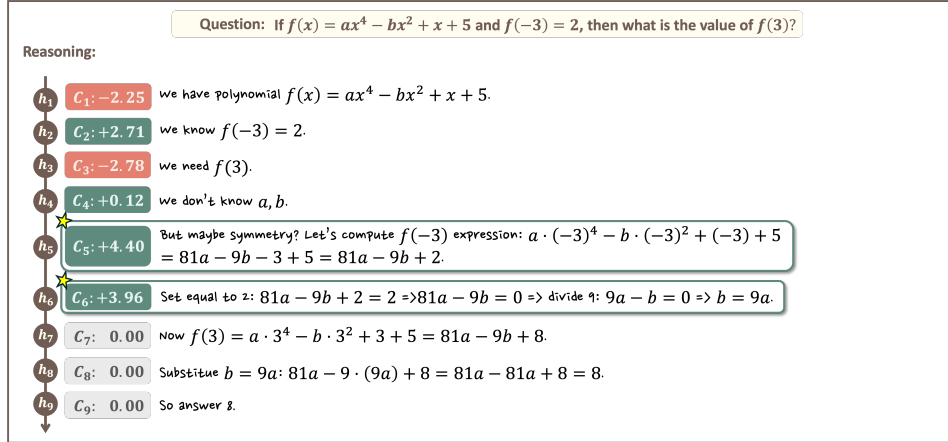 Question: If f(x) = ax⁴ − bx² + x + 5 and f(−3) = 2, then what is the value of f(3)?
Reasoning:
h₁ C₁: −2.25 We have polynomial f(x) = ax⁴ − bx² + x + 5.
h₂ C₂: +2.71 We know f(−3) = 2.
h₃ C₃: −2.78 We need f(3).
h₄ C₄: +0.12 We don't know a, b.
h₅ C₅: +4.40 But maybe symmetry? Let's compute f(−3) expression: a · (−3)⁴ − b · (−3)² + (−3) + 5
= 81a − 9b − 3 + 5 = 81a − 9b + 2.
h₆ C₆: +3.96 Set equal to 2: 81a − 9b + 2 = 2 =>81a − 9b = 0 => divide 9: 9a − b = 0 => b = 9a.
h₇ C₇: 0.00 Now f(3) = a · 3⁴ − b · 3² + 3 + 5 = 81a − 9b + 8.
h₈ C₈: 0.00 Substitue b = 9a: 81a − 9 · (9a) + 8 = 81a − 81a + 8 = 8.
h₉ C₉: 0.00 So answer 8.